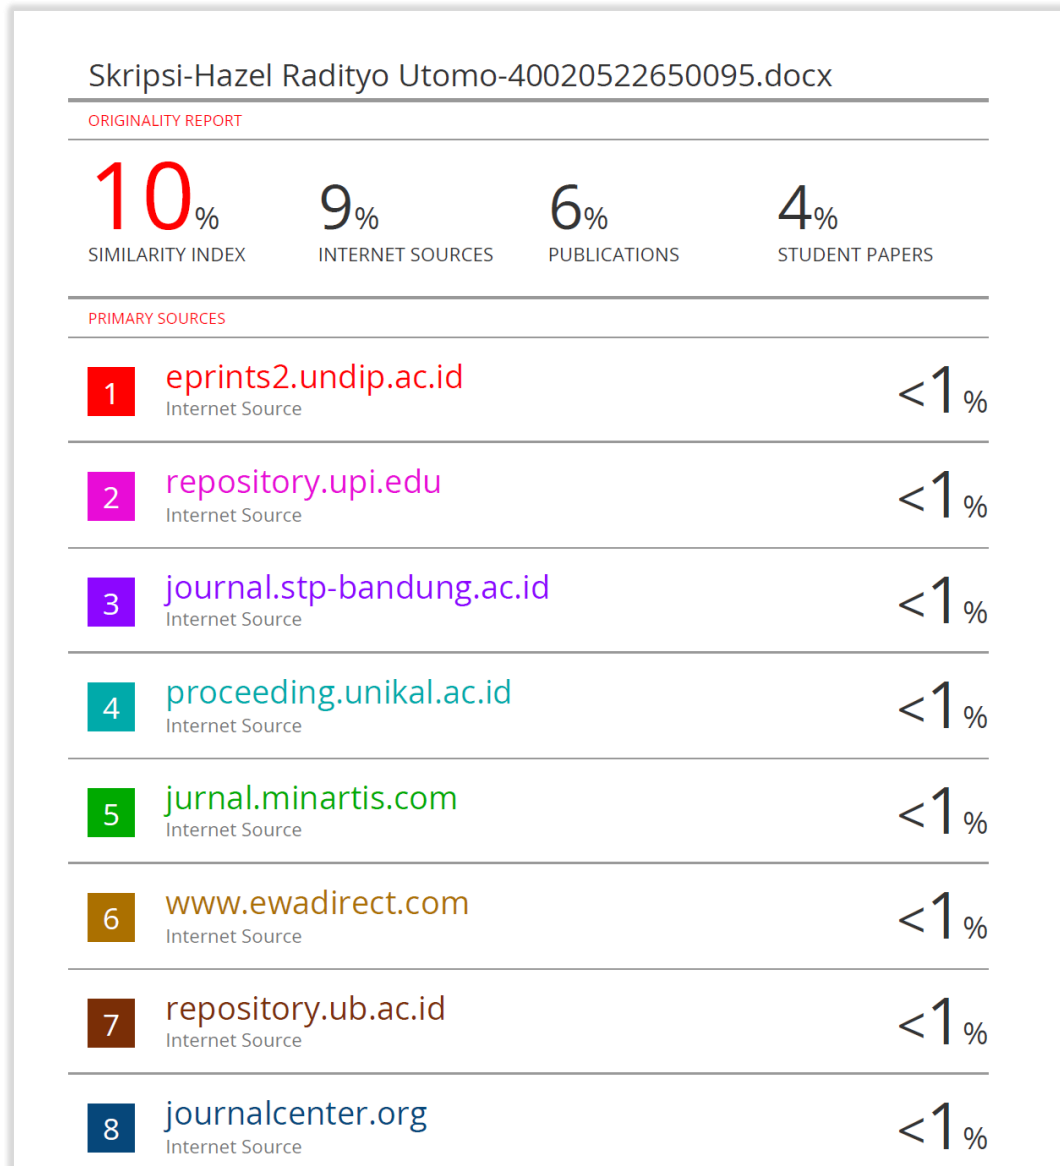 Skripsi-Hazel Radityo Utomo-40020522650095.docx
ORIGINALITY REPORT
10% 9% 6% 4%
SIMILARITY INDEX INTERNET SOURCES PUBLICATIONS STUDENT PAPERS
PRIMARY SOURCES
1 eprints2.undip.ac.id <1%
Internet Source
2 repository.upi.edu <1%
Internet Source
3 journal.stp-bandung.ac.id <1%
Internet Source
4 proceeding.unikal.ac.id <1%
Internet Source
5 jurnal.minartis.com <1%
Internet Source
6 www.ewadirect.com <1%
Internet Source
7 repository.ub.ac.id <1%
Internet Source
8 journalcenter.org <1%
Internet Source